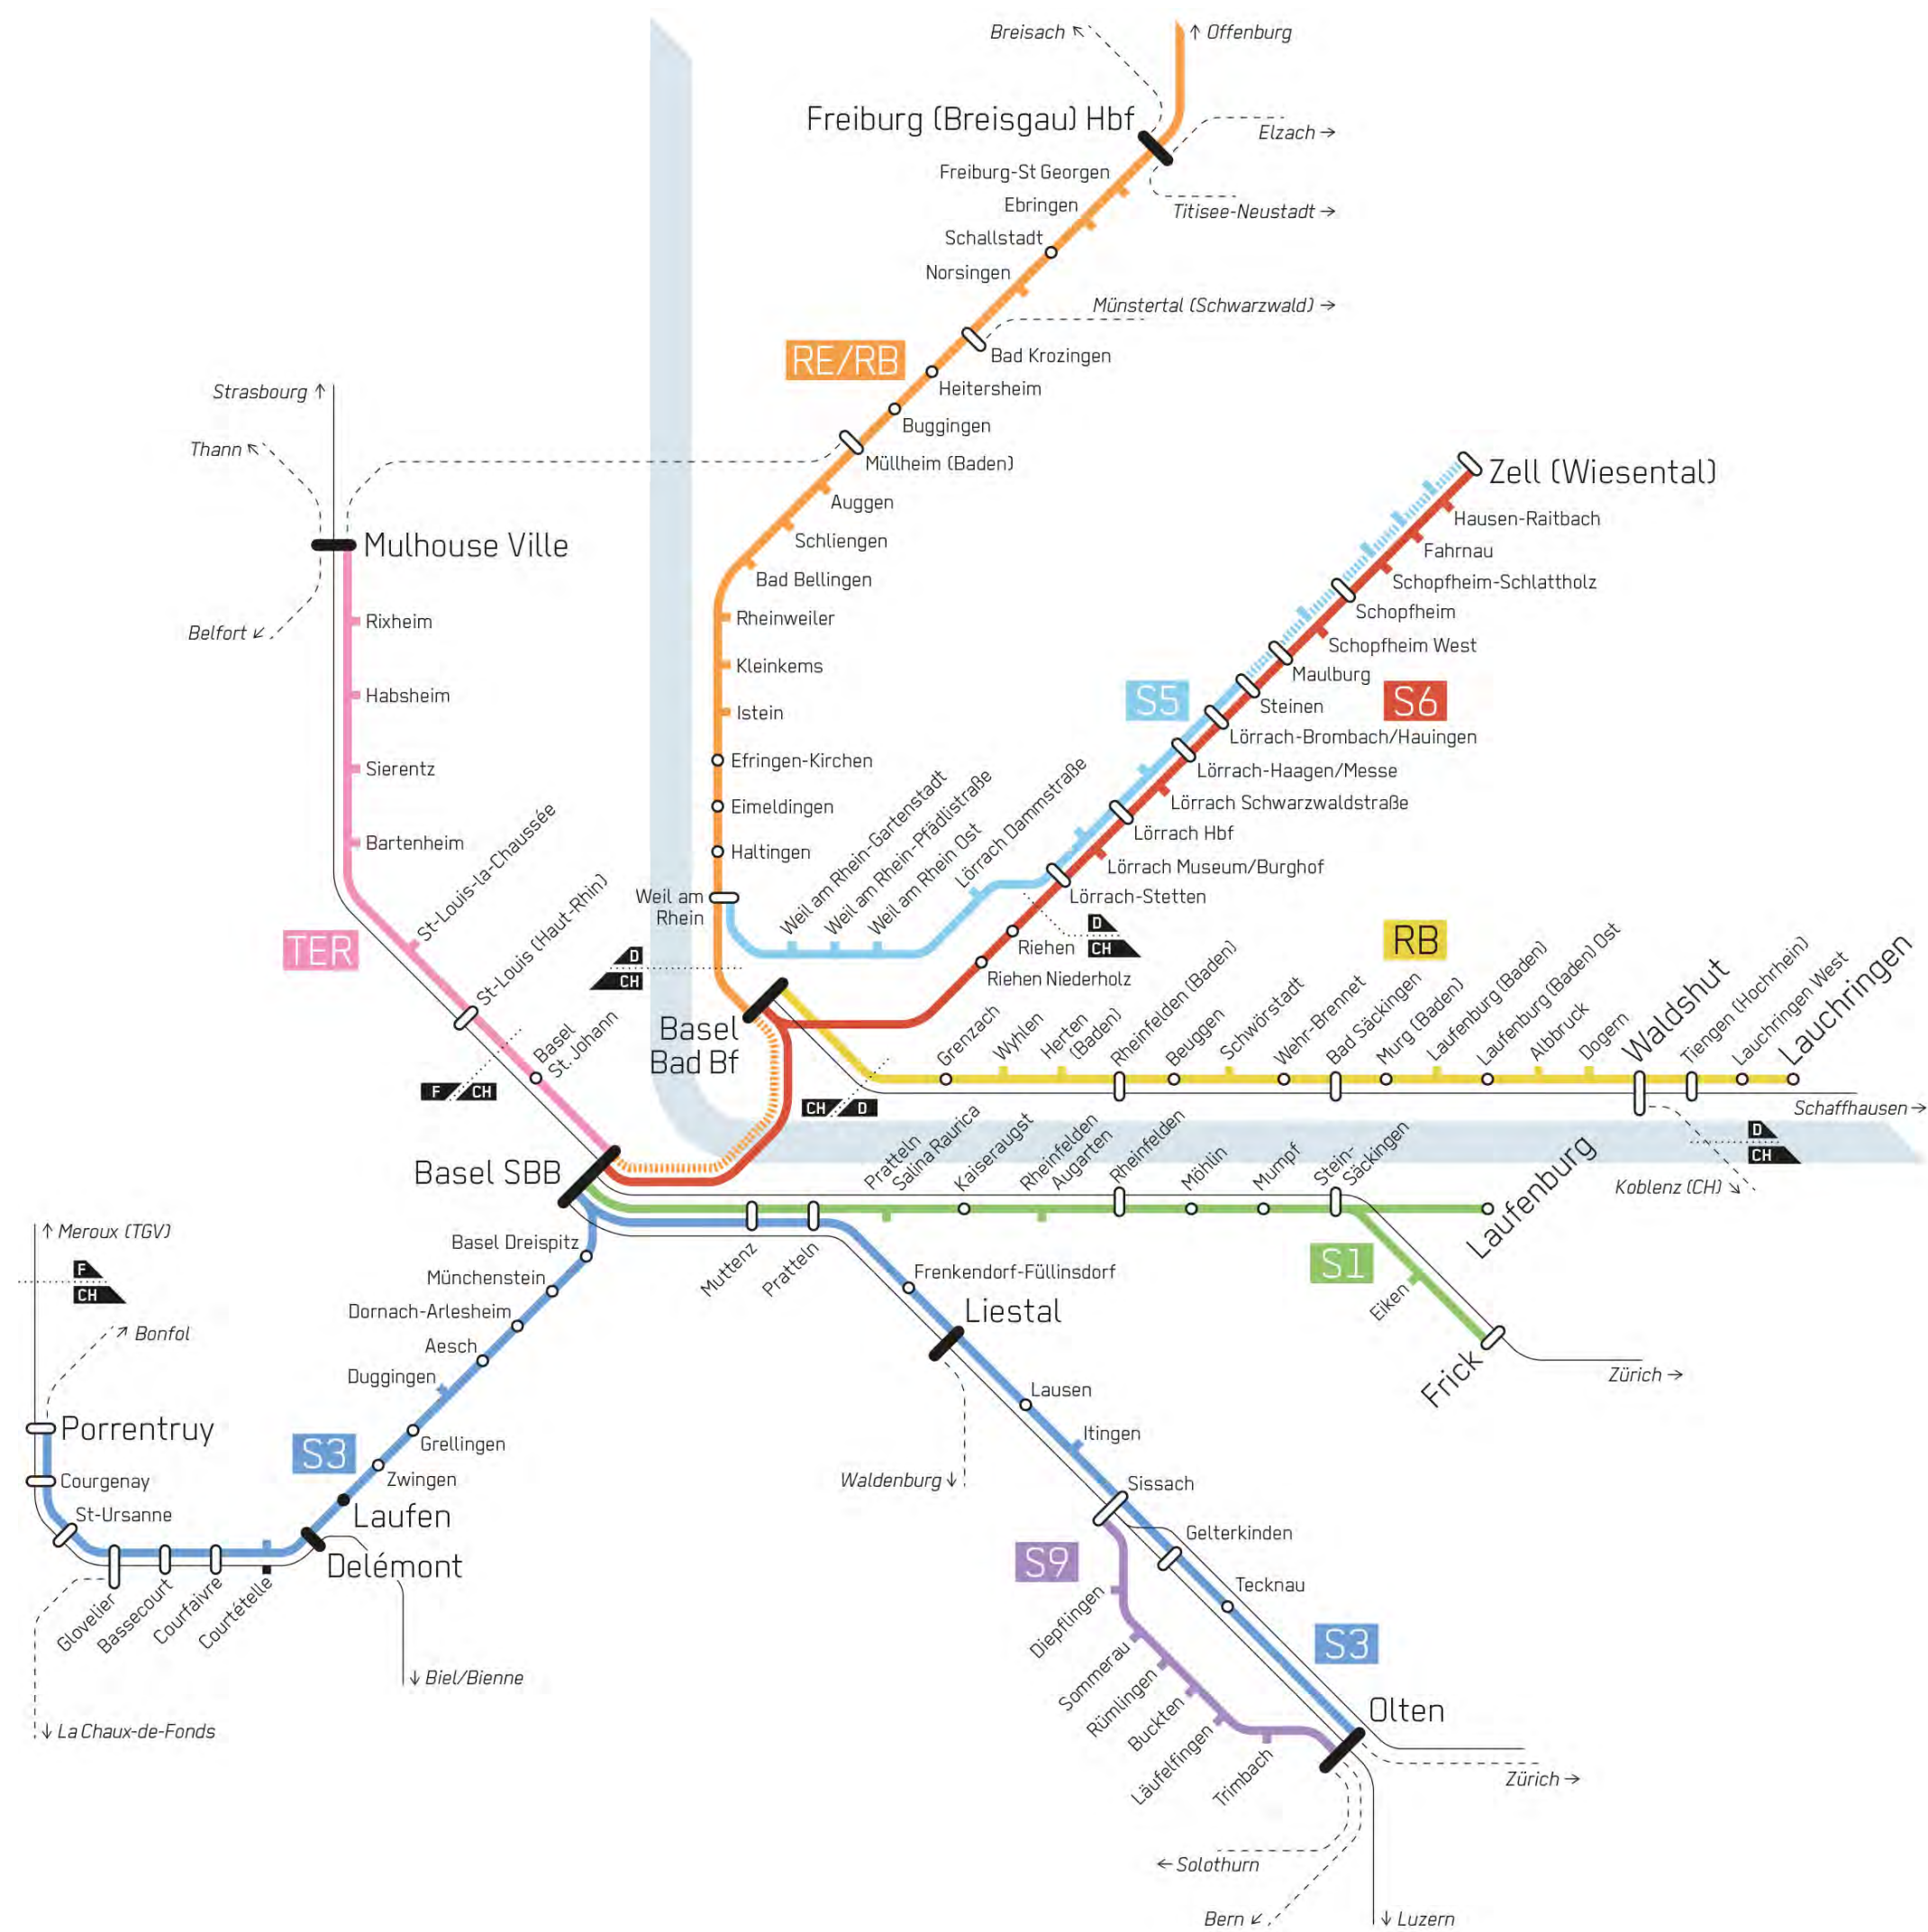 Breisach ↖
↑ Offenburg
Freiburg (Breisgau) Hbf
Elzach →
Freiburg-St Georgen
Ebringen
Titisee-Neustadt →
Schallstadt
Norsingen
Münstertal (Schwarzwald) →
RE/RB
Bad Krozingen
Heitersheim
Buggingen
Müllheim (Baden)
Auggen
Schliengen
Bad Bellingen
Rheinweiler
Kleinkems
Istein
Efringen-Kirchen
Eimeldingen
Haltingen
Weil am
Rhein
Strasbourg ↑
Thann ↖
Mulhouse Ville
Belfort ↙
Rixheim
Habsheim
Sierentz
Bartenheim
St-Louis-la-Chaussée
TER
St-Louis (Haut-Rhin)
Basel
St. Johann
F
CH
Zell (Wiesental)
Hausen-Raitbach
Fahrnau
Schopfheim-Schlattholz
Schopfheim
Schopfheim West
Maulburg
S5
S6
Steinen
Lörrach-Brombach/Hauingen
Lörrach-Haagen/Messe
Lörrach Schwarzwaldstraße
Lörrach Hbf
Lörrach Museum/Burghof
Lörrach-Stetten
Weil am Rhein-Gartenstadt
Weil am Rhein-Pfädlistraße
Weil am Rhein Ost
Lörrach Dammstraße
D
CH
Riehen
Riehen Niederholz
D
CH
Basel
Bad Bf
CH
D
RB
Grenzach
Wyhlen
Herten
(Baden)
Rheinfelden (Baden)
Beuggen
Schwörstadt
Wehr-Brennet
Bad Säckingen
Murg (Baden)
Laufenburg (Baden)
Laufenburg (Baden) Ost
Albbruck
Dogern
Waldshut
Tiengen (Hochrhein)
Lauchringen West
Lauchringen
Schaffhausen →
D
CH
Koblenz (CH) ↘
Basel SBB
Pratteln
Salina Raurica
Kaiseraugst
Rheinfelden
Augarten
Rheinfelden
Möhlin
Mumpf
Stein-
Säckingen
Laufenburg
S1
Eiken
Frick
Zürich →
Muttenz
Pratteln
Frenkendorf-Füllinsdorf
Liestal
Lausen
Itingen
Waldenburg ↓
Sissach
Gelterkinden
Tecknau
S3
Olten
S9
Diepflingen
Sommerau
Rümlingen
Buckten
Läufelfingen
Trimbach
Zürich →
← Solothurn
Bern ↙
↓ Luzern
Basel Dreispitz
Münchenstein
Dornach-Arlesheim
Aesch
Duggingen
Grellingen
Zwingen
S3
Laufen
Delémont
↓ Biel/Bienne
↑ Meroux (TGV)
F
CH
↗ Bonfol
Porrentruy
Courgenay
St-Ursanne
Glovelier
Bassecourt
Courfaivre
Courtételle
↓ La Chaux-de-Fonds